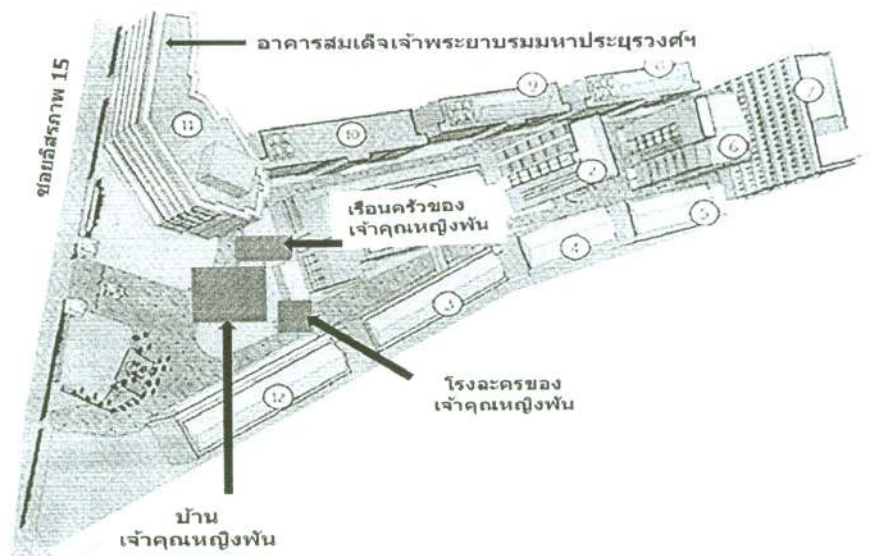 อาคารสมเด็จเจ้าพระยาบรมมหาประยุรวงศ์ฯ
ซอยอิสรภาพ 15
11
10
9
8
7
6
2
5
4
3
12
เรือนครัวของ
เจ้าคุณหญิงพัน
โรงละครของ
เจ้าคุณหญิงพัน
บ้าน
เจ้าคุณหญิงพัน